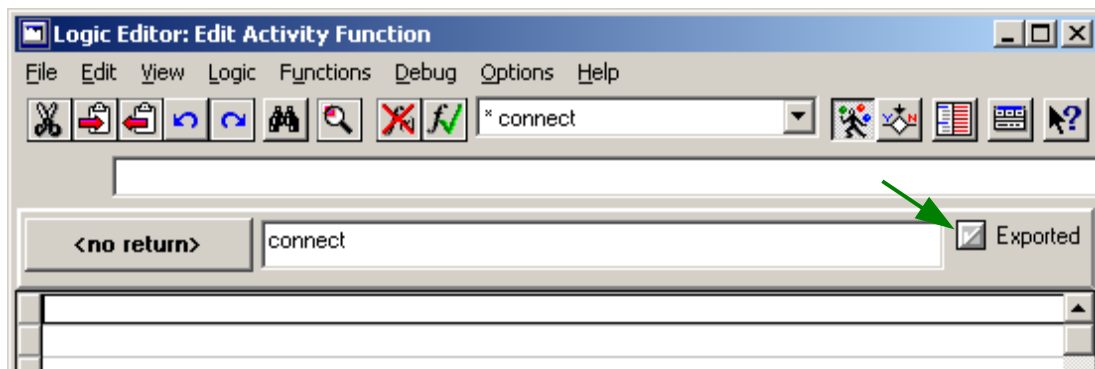 Logic Editor: Edit Activity Function
File Edit View Logic Functions Debug Options Help
* connect
<no return> connect Exported